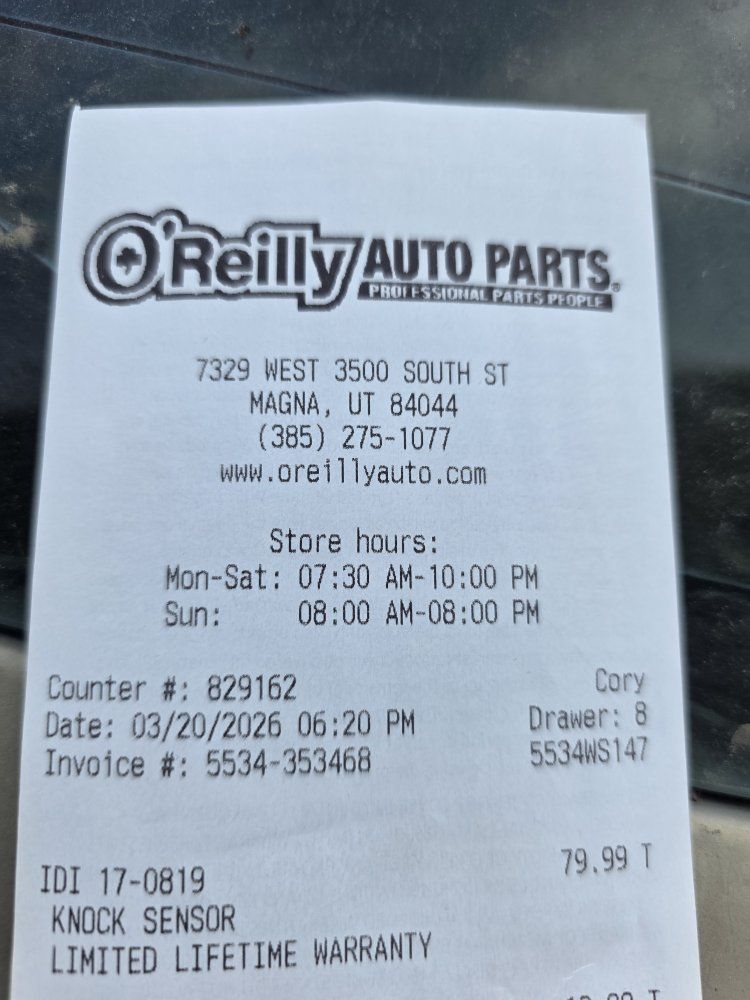 O'Reilly AUTO PARTS®
PROFESSIONAL PARTS PEOPLE
7329 WEST 3500 SOUTH ST
MAGNA, UT 84044
(385) 275-1077
www.oreillyauto.com
Store hours:
Mon-Sat: 07:30 AM-10:00 PM
Sun: 08:00 AM-08:00 PM
Counter #: 829162 Cory
Date: 03/20/2026 06:20 PM Drawer: 8
Invoice #: 5534-353468 5534WS147
IDI 17-0819 79.99 T
KNOCK SENSOR
LIMITED LIFETIME WARRANTY